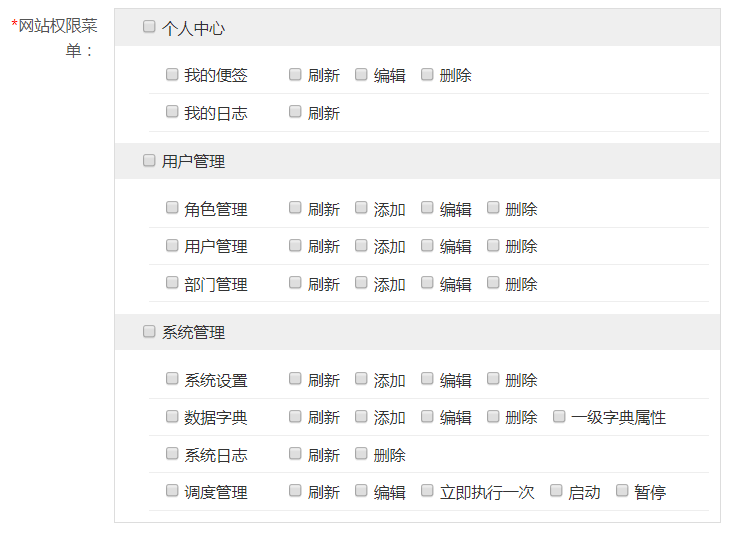 *网站权限菜单：
个人中心
我的便签 刷新 编辑 删除
我的日志 刷新
用户管理
角色管理 刷新 添加 编辑 删除
用户管理 刷新 添加 编辑 删除
部门管理 刷新 添加 编辑 删除
系统管理
系统设置 刷新 添加 编辑 删除
数据字典 刷新 添加 编辑 删除 一级字典属性
系统日志 刷新 删除
调度管理 刷新 编辑 立即执行一次 启动 暂停